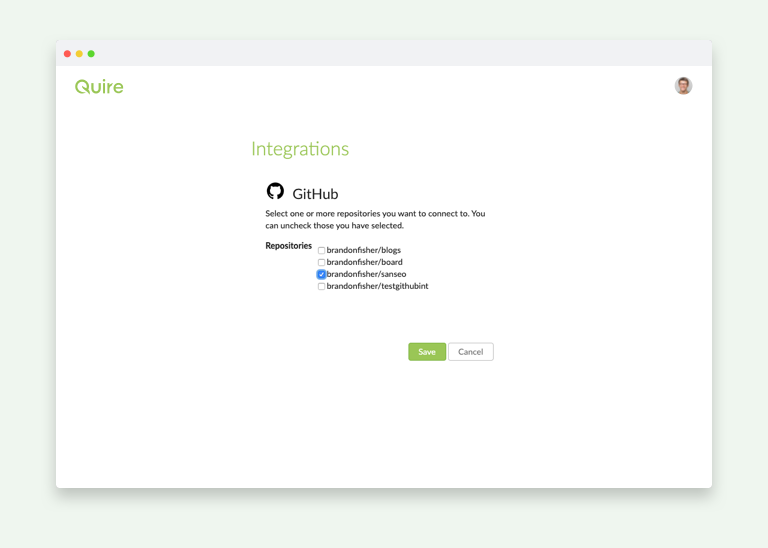 Quire
Integrations
GitHub
Select one or more repositories you want to connect to. You
can uncheck those you have selected.
Repositories
brandonfisher/blogs
brandonfisher/board
brandonfisher/sanseo
brandonfisher/testgithubint
Save Cancel